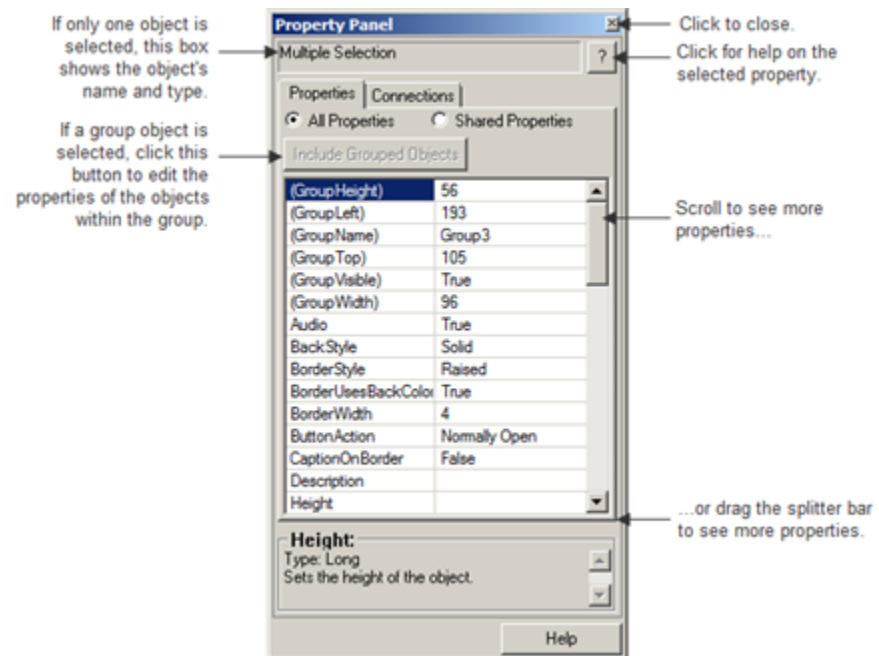 If only one object is
selected, this box
shows the object's
name and type.
If a group object is
selected, click this
button to edit the
properties of the objects
within the group.
Property Panel
Multiple Selection
?
Properties
Connections
All Properties
Shared Properties
Include Grouped Objects
(GroupHeight) 56
(GroupLeft) 193
(GroupName) Group3
(GroupTop) 105
(GroupVisible) True
(GroupWidth) 96
Audio True
BackStyle Solid
BorderStyle Raised
BorderUsesBackColor True
BorderWidth 4
ButtonAction Normally Open
CaptionOnBorder False
Description
Height
Height:
Type: Long
Sets the height of the object.
Help
Click to close.
Click for help on the
selected property.
Scroll to see more
properties...
...or drag the splitter bar
to see more properties.